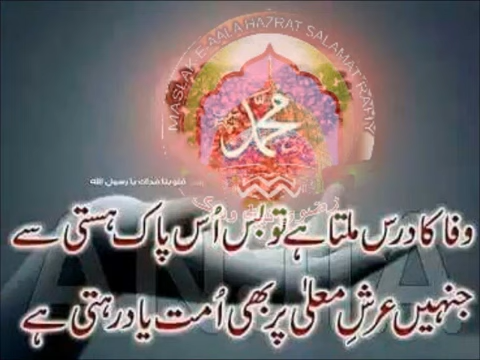 MASLAK E AALA HAZRAT SALAMAT RAHY
محمد
وفا کا درس ملتا ہے تو بس اُس پاک ہستی سے
جنہیں عرشِ معلیٰ پر بھی اُمت یاد رہتی ہے